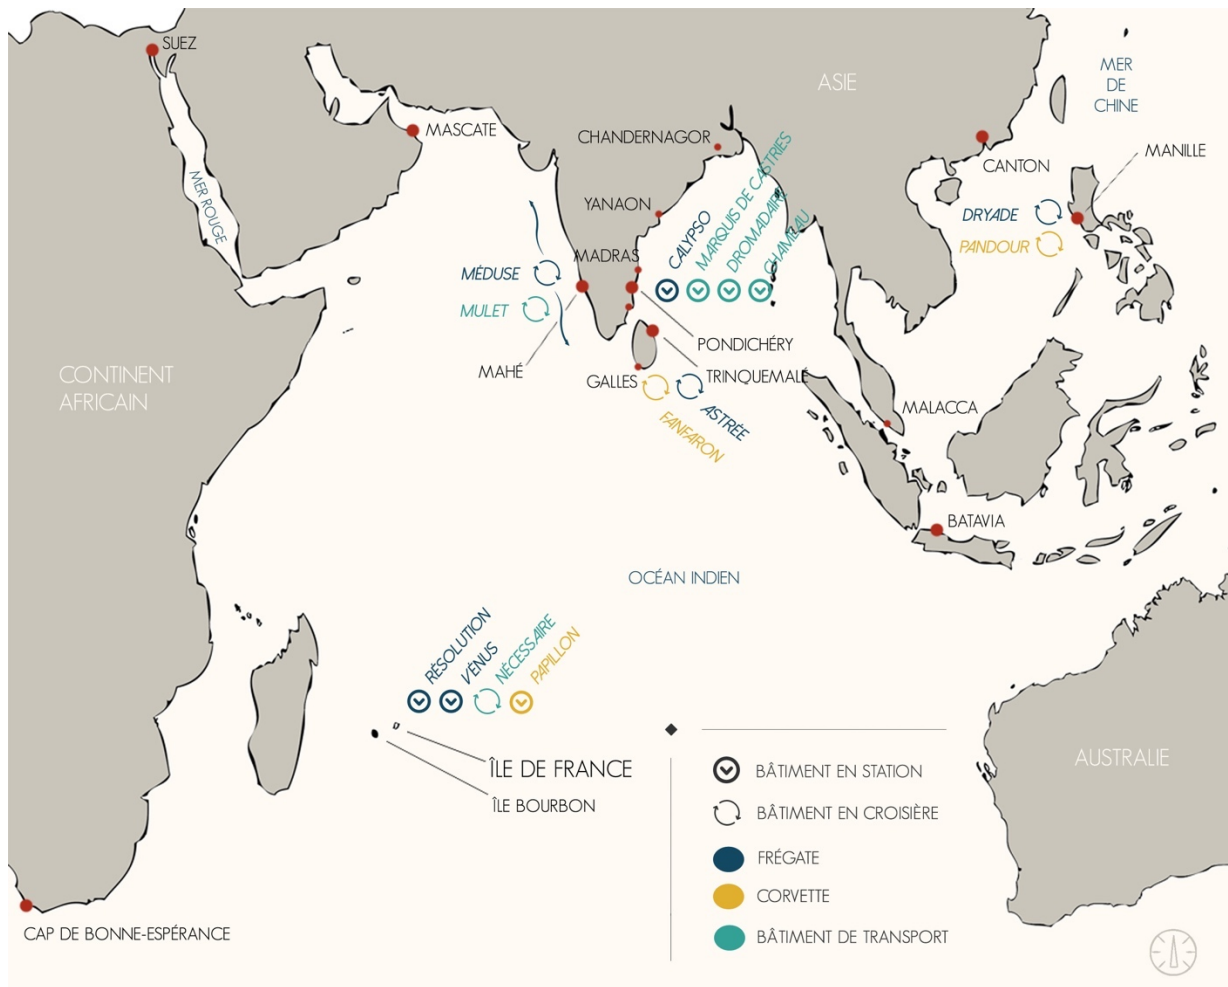 SUEZ
ASIE
MER
DE
CHINE
MASCATE
CHANDERNAGOR
CANTON
MANILLE
MER ROUGE
YANAON
DRYADE
PANDOUR
MADRAS
CALYPSO
MARQUIS DE CASTRIES
DROMADAIRE
CHAMEAU
MÉDUSE
MULET
MAHÉ
PONDICHÉRY
TRINQUEMALÉ
GALLES
ASTRÉE
FANFARON
CONTINENT
AFRICAIN
MALACCA
BATAVIA
OCÉAN INDIEN
RÉSOLUTION
VÉNUS
NÉCESSAIRE
PAPILLON
ÎLE DE FRANCE
ÎLE BOURBON
AUSTRALIE
BÂTIMENT EN STATION
BÂTIMENT EN CROISIÈRE
FRÉGATE
CORVETTE
BÂTIMENT DE TRANSPORT
CAP DE BONNE-ESPÉRANCE